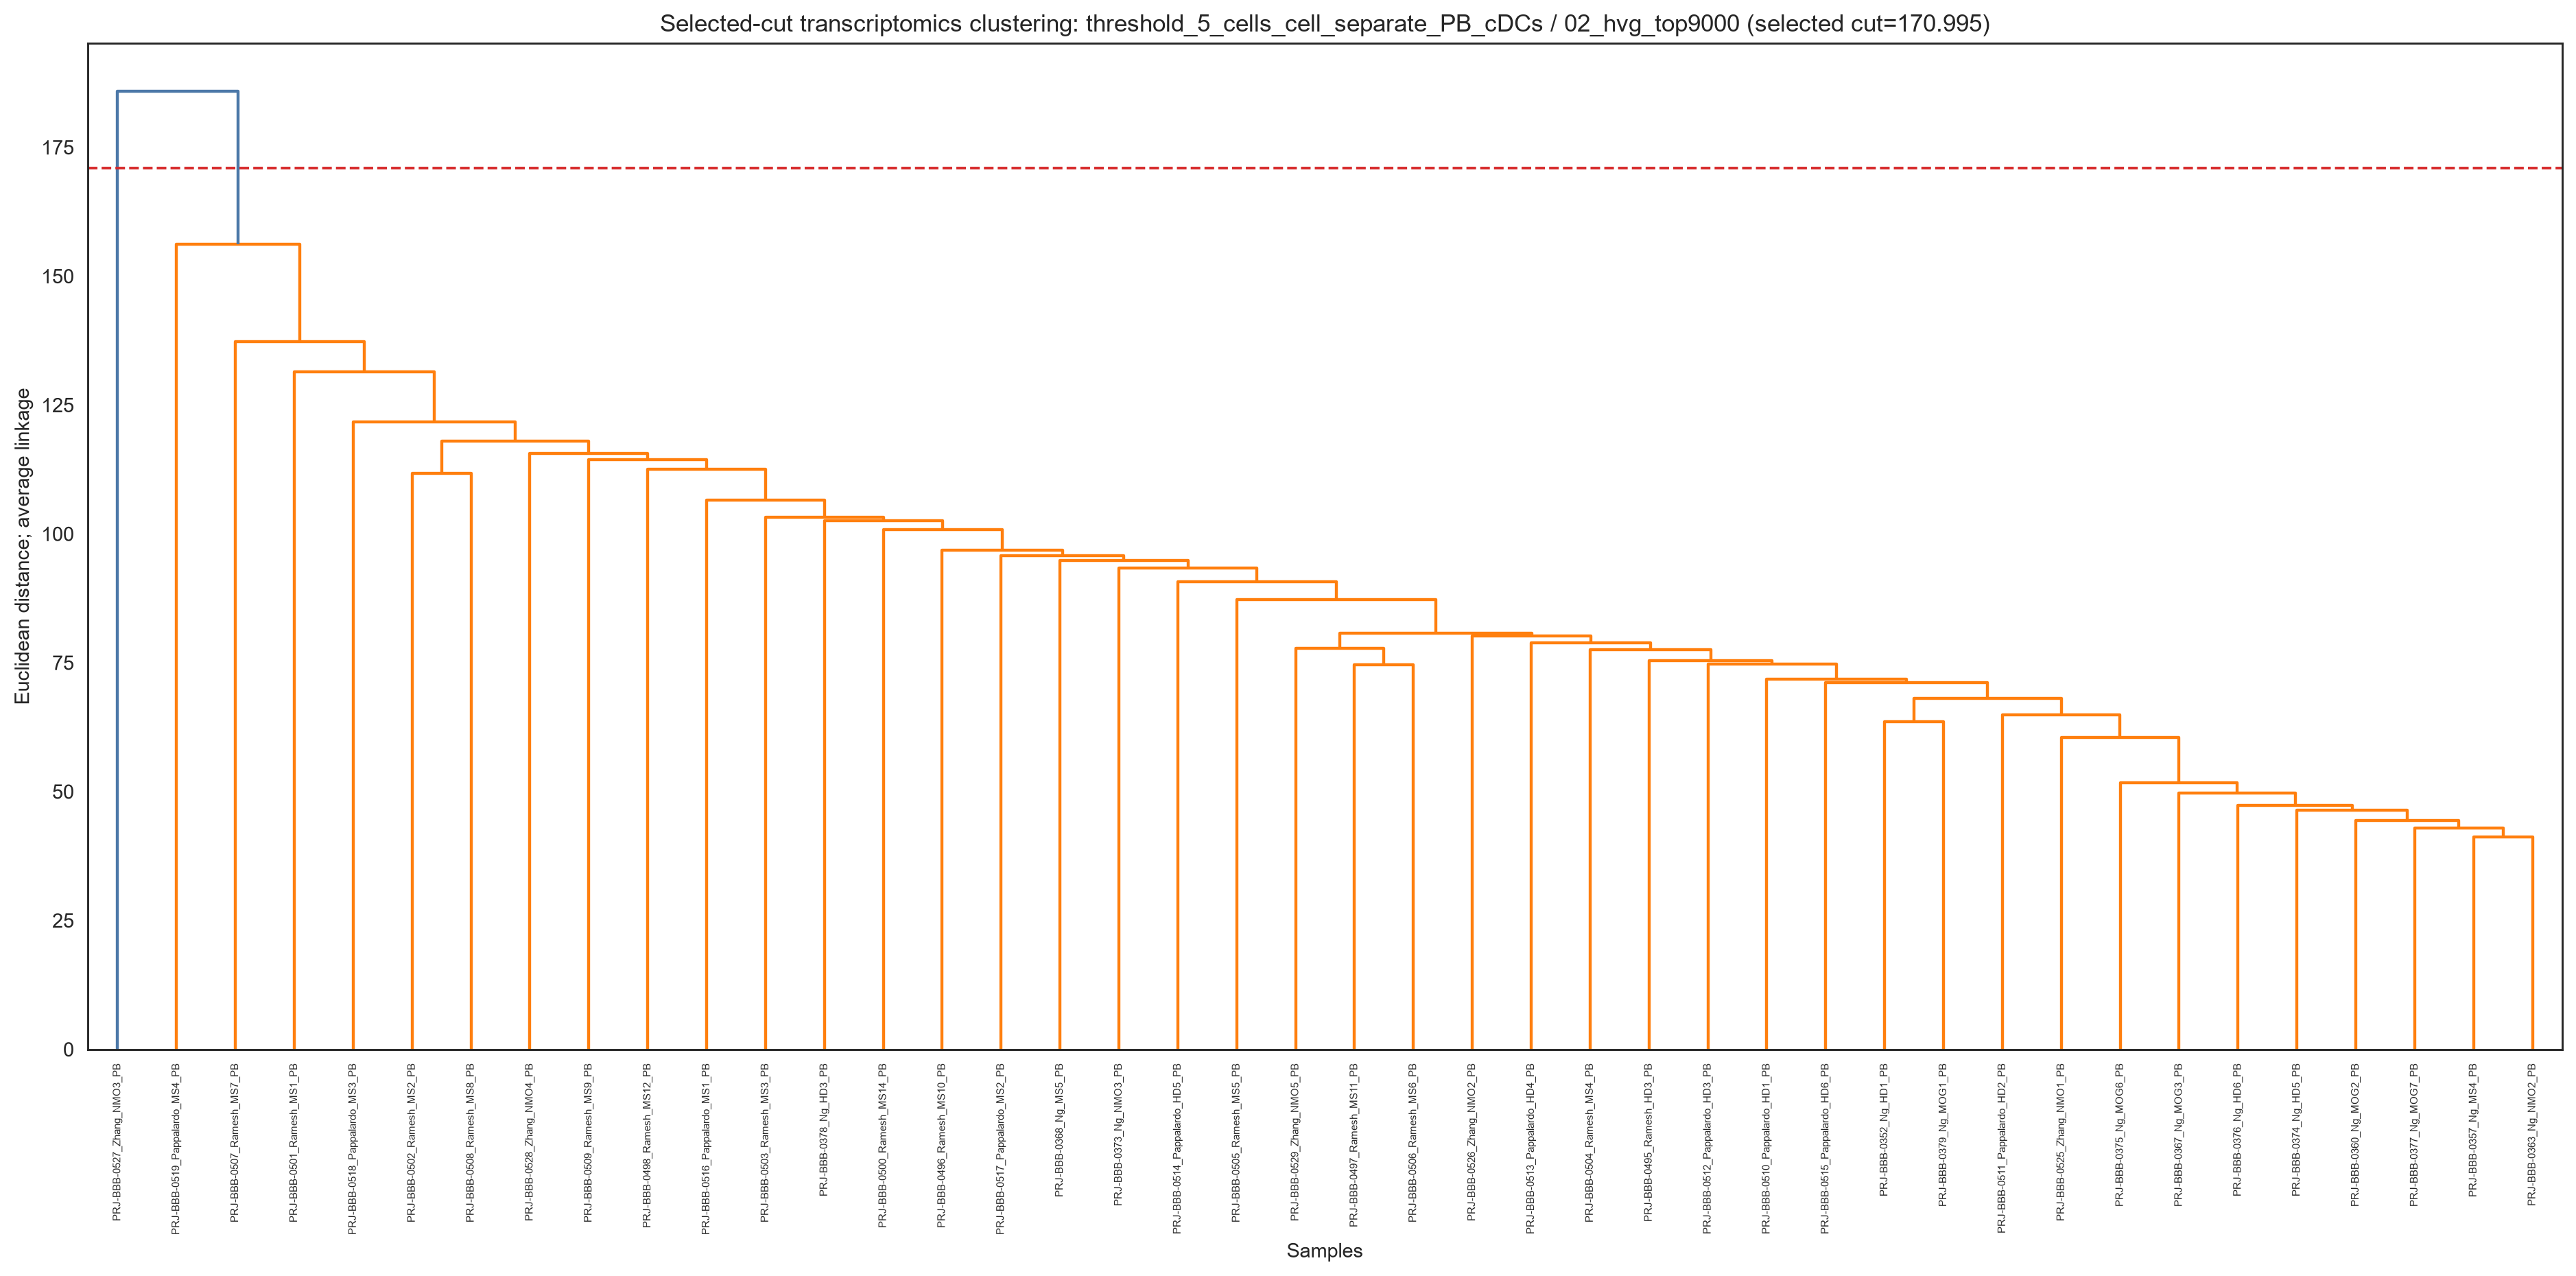 Selected-cut transcriptomics clustering: threshold_5_cells_cell_separate_PB_cDCs / 02_hvg_top9000 (selected cut=170.995)
Euclidean distance; average linkage
175
150
125
100
75
50
25
0
PRJ-BBB-0527_Zhang_NMO3_PB
PRJ-BBB-0519_Pappalardo_MS4_PB
PRJ-BBB-0507_Ramesh_MS7_PB
PRJ-BBB-0501_Ramesh_MS1_PB
PRJ-BBB-0518_Pappalardo_MS3_PB
PRJ-BBB-0502_Ramesh_MS2_PB
PRJ-BBB-0508_Ramesh_MS8_PB
PRJ-BBB-0528_Zhang_NMO4_PB
PRJ-BBB-0509_Ramesh_MS9_PB
PRJ-BBB-0498_Ramesh_MS12_PB
PRJ-BBB-0516_Pappalardo_MS1_PB
PRJ-BBB-0503_Ramesh_MS3_PB
PRJ-BBB-0378_Ng_HD3_PB
PRJ-BBB-0500_Ramesh_MS14_PB
PRJ-BBB-0496_Ramesh_MS10_PB
PRJ-BBB-0517_Pappalardo_MS2_PB
PRJ-BBB-0368_Ng_MS5_PB
PRJ-BBB-0373_Ng_NMO3_PB
PRJ-BBB-0514_Pappalardo_HD5_PB
PRJ-BBB-0505_Ramesh_MS5_PB
PRJ-BBB-0529_Zhang_NMO5_PB
PRJ-BBB-0497_Ramesh_MS11_PB
PRJ-BBB-0506_Ramesh_MS6_PB
PRJ-BBB-0526_Zhang_NMO2_PB
PRJ-BBB-0513_Pappalardo_HD4_PB
PRJ-BBB-0504_Ramesh_MS4_PB
PRJ-BBB-0495_Ramesh_HD3_PB
PRJ-BBB-0512_Pappalardo_HD3_PB
PRJ-BBB-0510_Pappalardo_HD1_PB
PRJ-BBB-0515_Pappalardo_HD6_PB
PRJ-BBB-0352_Ng_HD1_PB
PRJ-BBB-0379_Ng_MOG1_PB
PRJ-BBB-0511_Pappalardo_HD2_PB
PRJ-BBB-0525_Zhang_NMO1_PB
PRJ-BBB-0375_Ng_MOG6_PB
PRJ-BBB-0367_Ng_MOG3_PB
PRJ-BBB-0376_Ng_HD6_PB
PRJ-BBB-0374_Ng_HD5_PB
PRJ-BBB-0360_Ng_MOG2_PB
PRJ-BBB-0377_Ng_MOG7_PB
PRJ-BBB-0357_Ng_MS4_PB
PRJ-BBB-0363_Ng_NMO2_PB
Samples